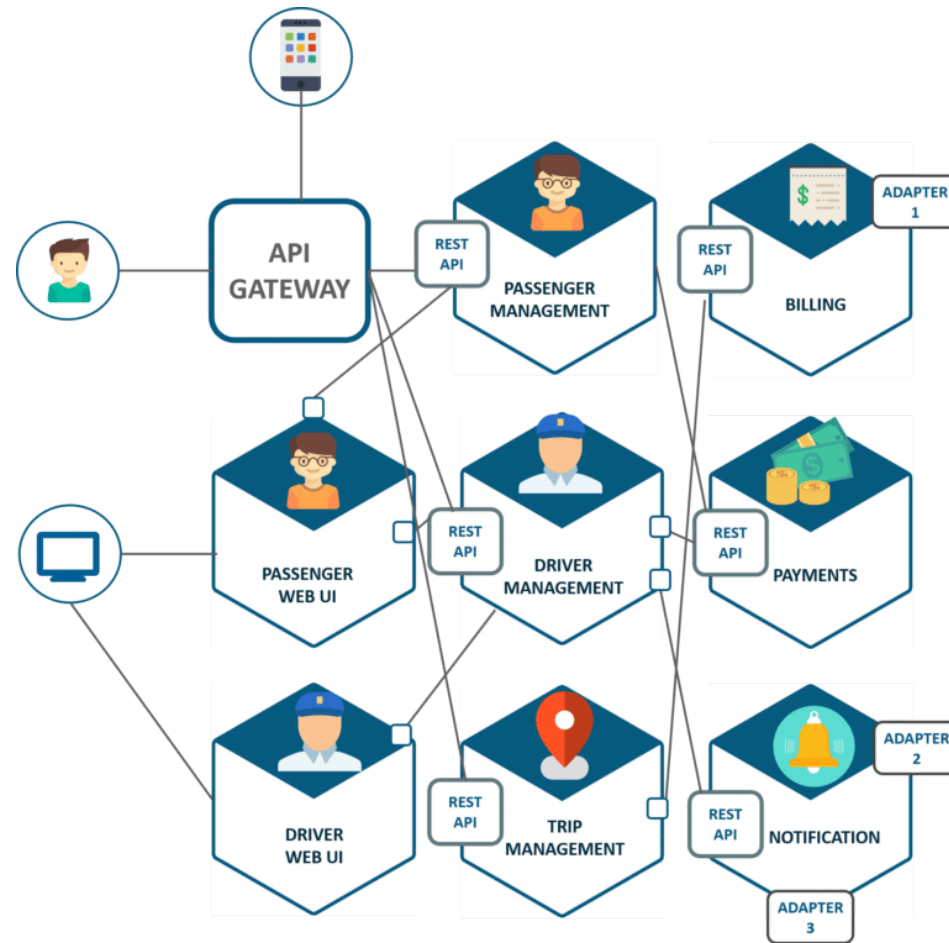 API
GATEWAY
REST
API
PASSENGER
MANAGEMENT
REST
API
BILLING
ADAPTER
1
PASSENGER
WEB UI
REST
API
DRIVER
MANAGEMENT
REST
API
PAYMENTS
DRIVER
WEB UI
REST
API
TRIP
MANAGEMENT
REST
API
NOTIFICATION
ADAPTER
2
ADAPTER
3